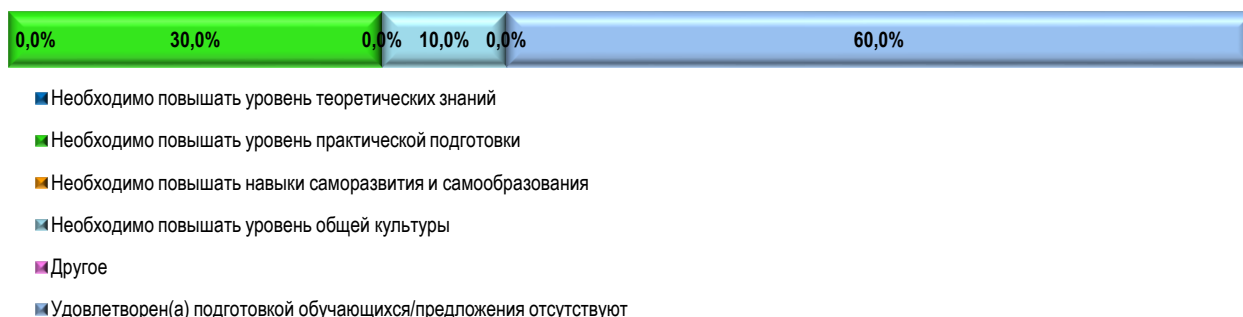 0,0% 30,0% 0,0% 10,0% 0,0% 60,0%
Необходимо повышать уровень теоретических знаний
Необходимо повышать уровень практической подготовки
Необходимо повышать навыки саморазвития и самообразования
Необходимо повышать уровень общей культуры
Другое
Удовлетворен(а) подготовкой обучающихся/предложения отсутствуют